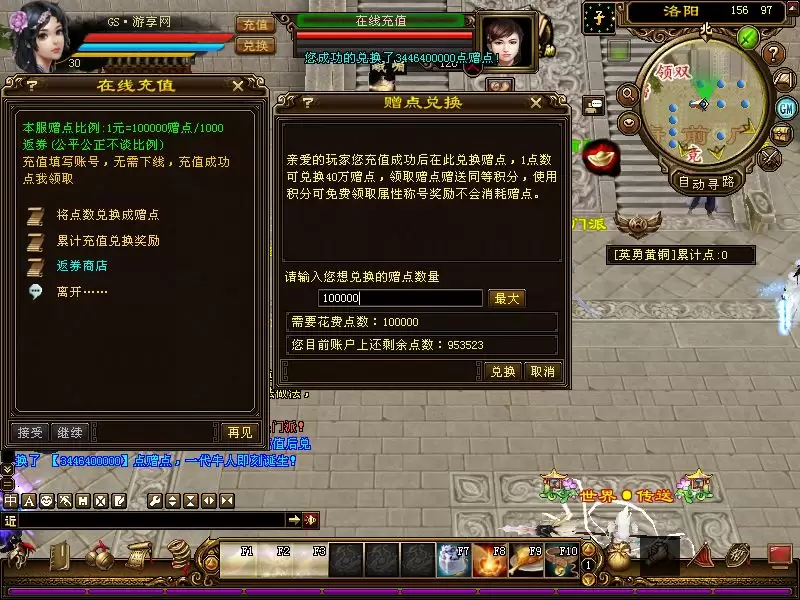 GS·游享网
充值
兑换
30
在线充值
您成功的兑换了3446400000点赠点!
子
洛阳
156 97
北
GM
自动寻路
[英勇黄铜]累计点:0
门派
?
在线充值
本服赠点比例:1元=100000赠点/1000
返券(公平公正不谈比例)
充值填写账号，无需下线，充值成功
点我领取
将点数兑换成赠点
累计充值兑换奖励
返券商店
离开……
接受
继续
再见
?
赠点兑换
亲爱的玩家您充值成功后在此兑换赠点，1点数
可兑换40万赠点，领取赠点赠送同等积分，使用
积分可免费领取属性称号奖励不会消耗赠点。
请输入您想兑换的赠点数量
100000
最大
需要花费点数：100000
您目前账户上还剩余点数：953523
兑换
取消
门派!
值后兑
换了 【3446400000】点赠点，一代牛人即刻诞生!
世界 传送
中
A
近
F1
F2
F3
F7
F8
F9
F10
1